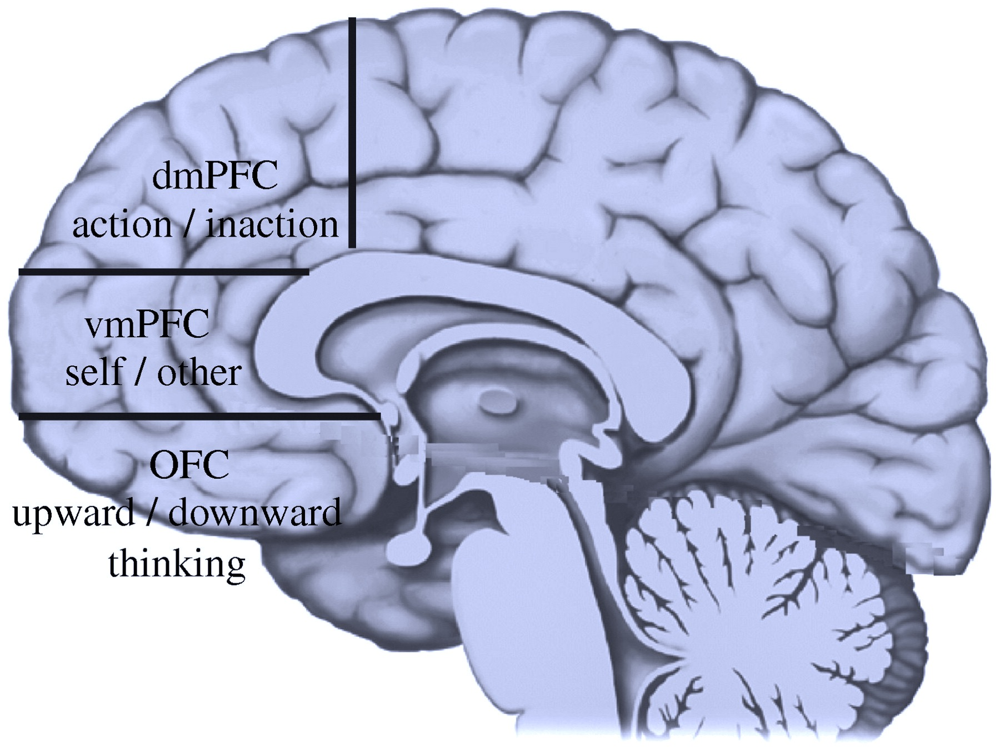 dmPFC
action / inaction
vmPFC
self / other
OFC
upward / downward
thinking